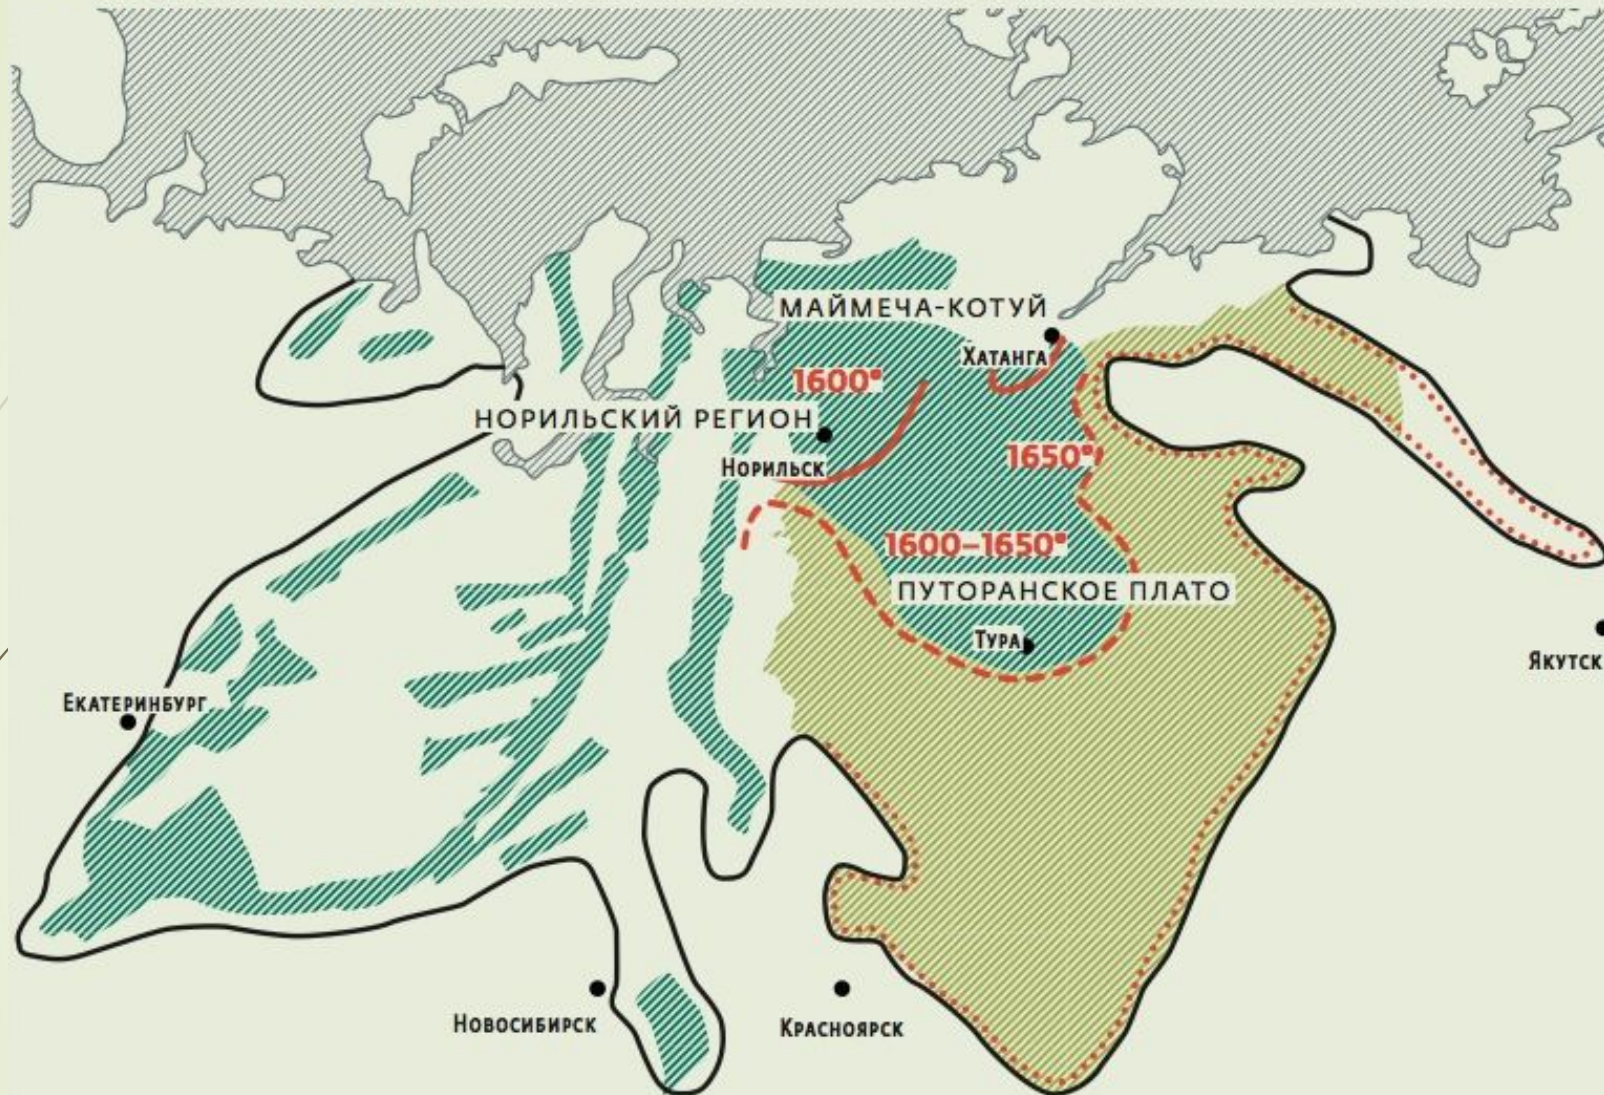 МАЙМЕЧА-КОТУЙ
ХАТАНГА
1600°
НОРИЛЬСКИЙ РЕГИОН
НОРИЛЬСК
1650°
1600–1650°
ПУТОРАНСКОЕ ПЛАТО
ТУРА
ЯКУТСК
ЕКАТЕРИНБУРГ
НОВОСИБИРСК
КРАСНОЯРСК